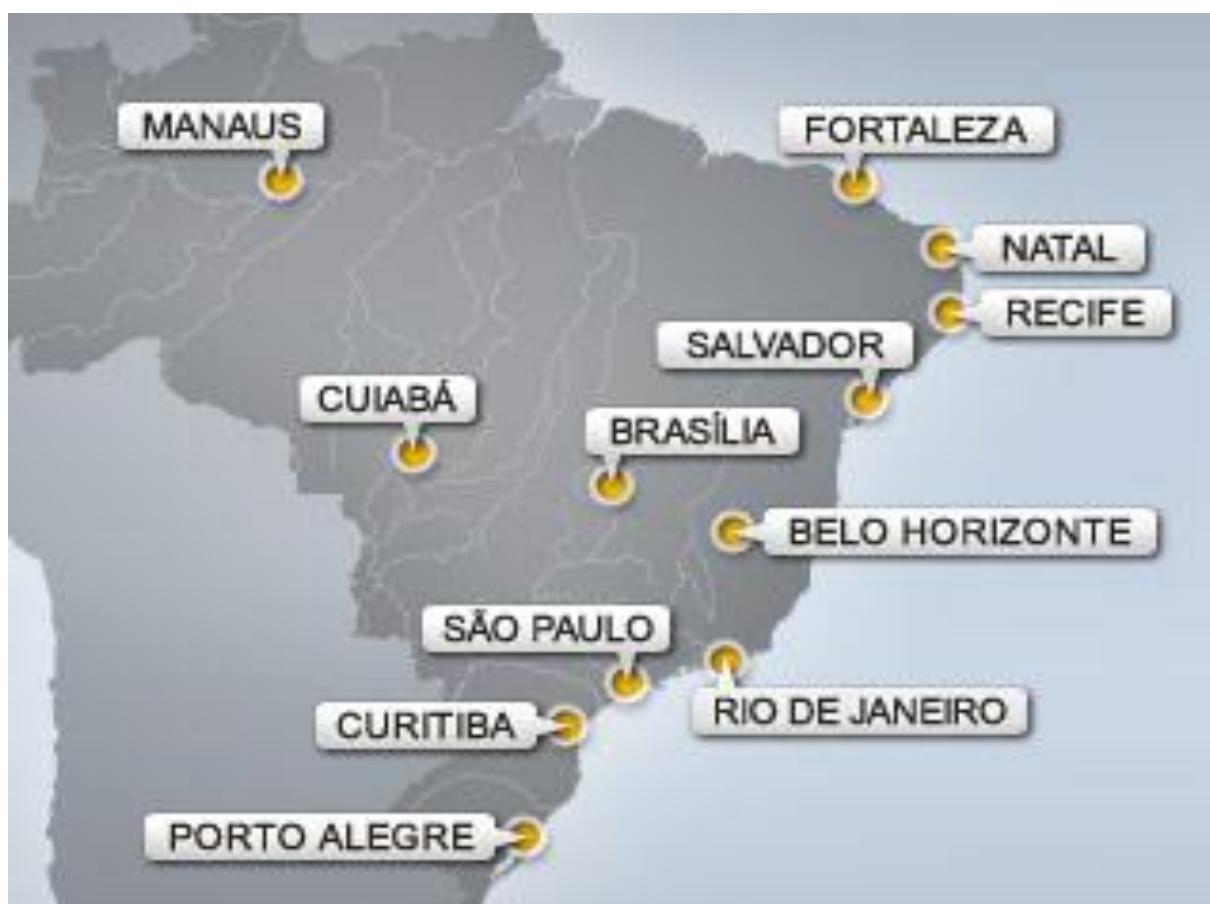 MANAUS
FORTALEZA
NATAL
RECIFE
SALVADOR
CUIABÁ
BRASÍLIA
BELO HORIZONTE
SÃO PAULO
RIO DE JANEIRO
CURITIBA
PORTO ALEGRE